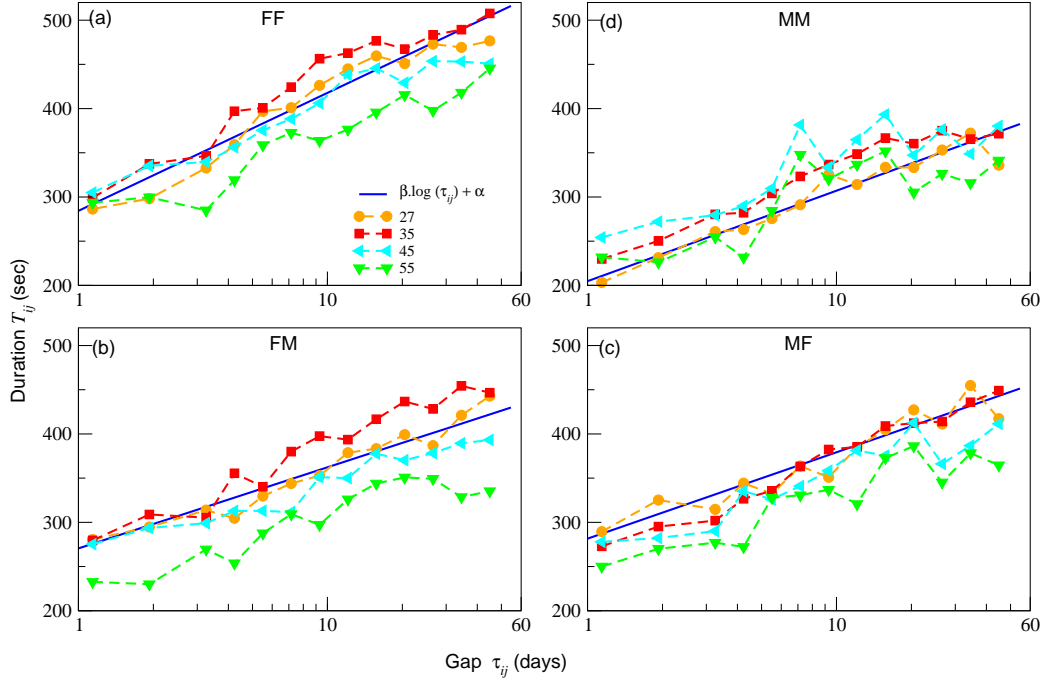 (a)
FF
500
400
300
200
1
10
60
β.log (τij) + α
27
35
45
55
(d)
MM
500
400
300
200
1
10
60
(b)
FM
500
400
300
200
1
10
60
(c)
MF
500
400
300
200
1
10
60
Duration Tij (sec)
Gap τij (days)